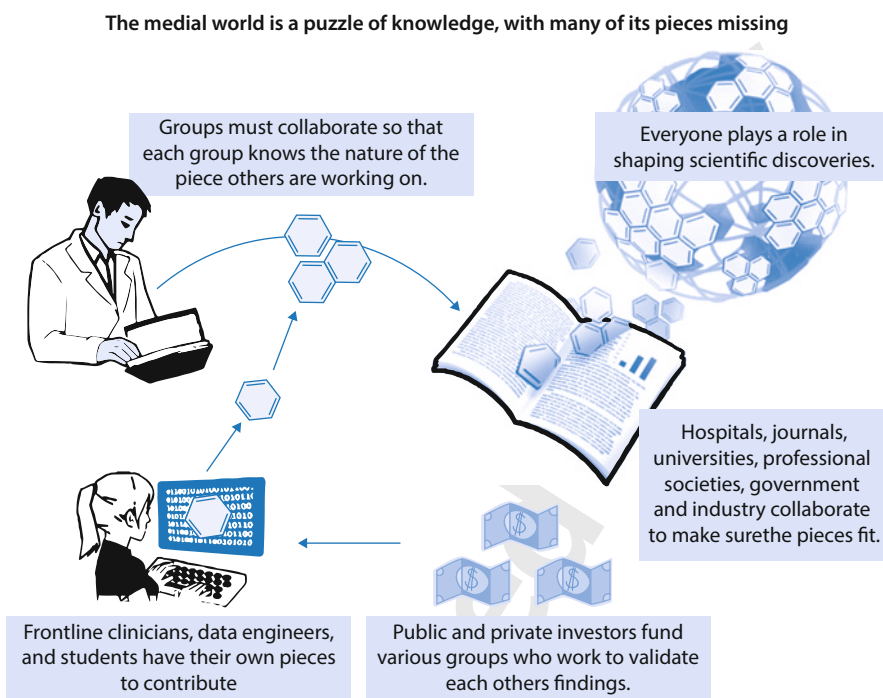 The medial world is a puzzle of knowledge, with many of its pieces missing
Groups must collaborate so that
each group knows the nature of the
piece others are working on.
Everyone plays a role in
shaping scientific discoveries.
Hospitals, journals,
universities, professional
societies, government
and industry collaborate
to make surethe pieces fit.
Frontline clinicians, data engineers,
and students have their own pieces
to contribute
Public and private investors fund
various groups who work to validate
each others findings.